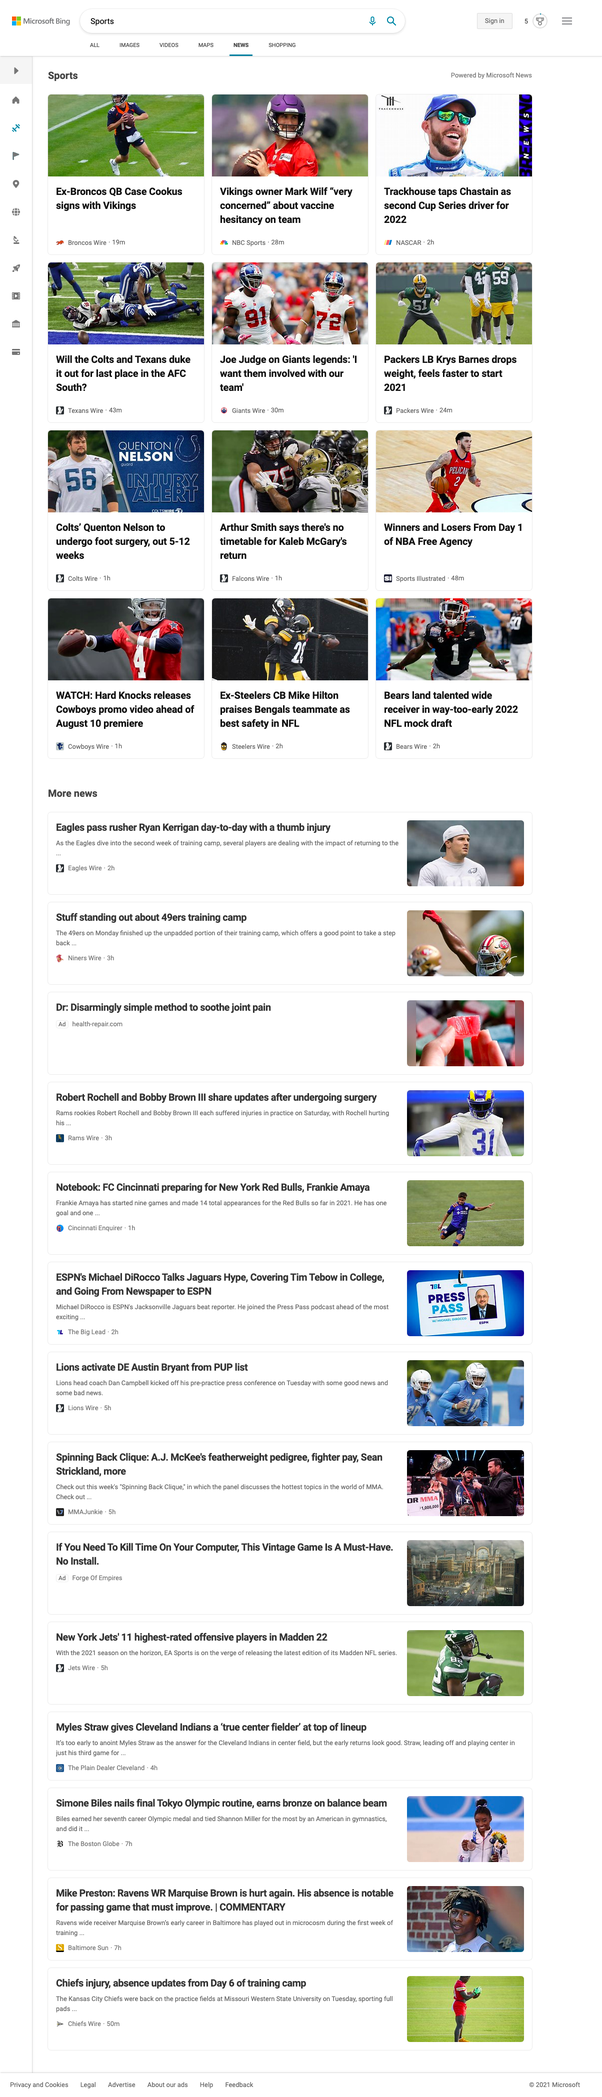 Microsoft Bing
Sports
Sign in
5
ALL
IMAGES
VIDEOS
MAPS
NEWS
SHOPPING
Sports
Powered by Microsoft News
Ex-Broncos QB Case Cookus
signs with Vikings
Broncos Wire · 19m
Vikings owner Mark Wilf "very
concerned" about vaccine
hesitancy on team
NBC Sports · 28m
TRACKHOUSE
NEWS
Trackhouse taps Chastain as
second Cup Series driver for
2022
NASCAR · 2h
Will the Colts and Texans duke
it out for last place in the AFC
South?
Texans Wire · 43m
91
72
Joe Judge on Giants legends: 'I
want them involved with our
team'
Giants Wire · 30m
51
59
Packers LB Krys Barnes drops
weight, feels faster to start
2021
Packers Wire · 24m
56
QUENTON
NELSON
guard
INJURY
ALERT
Colts' Quenton Nelson to
undergo foot surgery, out 5-12
weeks
Colts Wire · 1h
76
9
Arthur Smith says there's no
timetable for Kaleb McGary's
return
Falcons Wire · 1h
PELICANS
2
Winners and Losers From Day 1
of NBA Free Agency
Sports Illustrated · 48m
4
WATCH: Hard Knocks releases
Cowboys promo video ahead of
August 10 premiere
Cowboys Wire · 1h
Ex-Steelers CB Mike Hilton
praises Bengals teammate as
best safety in NFL
Steelers Wire · 2h
1
Bears land talented wide
receiver in way-too-early 2022
NFL mock draft
Bears Wire · 2h
More news
Eagles pass rusher Ryan Kerrigan day-to-day with a thumb injury
As the Eagles dive into the second week of training camp, several players are dealing with the impact of returning to the
...
Eagles Wire · 2h
Stuff standing out about 49ers training camp
The 49ers on Monday finished up the unpadded portion of their training camp, which offers a good point to take a step
back ...
Niners Wire · 3h
Dr: Disarmingly simple method to soothe joint pain
Ad health-repair.com
Robert Rochell and Bobby Brown III share updates after undergoing surgery
Rams rookies Robert Rochell and Bobby Brown III each suffered injuries in practice on Saturday, with Rochell hurting
his ...
Rams Wire · 3h
31
Notebook: FC Cincinnati preparing for New York Red Bulls, Frankie Amaya
Frankie Amaya has started nine games and made 14 total appearances for the Red Bulls so far in 2021. He has one
goal and one ...
Cincinnati Enquirer · 1h
ESPN's Michael DiRocco Talks Jaguars Hype, Covering Tim Tebow in College,
and Going From Newspaper to ESPN
Michael DiRocco is ESPN's Jacksonville Jaguars beat reporter. He joined the Press Pass podcast ahead of the most
exciting ...
The Big Lead · 2h
PRESS
PASS
ESPN
Lions activate DE Austin Bryant from PUP list
Lions head coach Dan Campbell kicked off his pre-practice press conference on Tuesday with some good news and
some bad news.
Lions Wire · 5h
Spinning Back Clique: A.J. McKee's featherweight pedigree, fighter pay, Sean
Strickland, more
Check out this week's "Spinning Back Clique," in which the panel discusses the hottest topics in the world of MMA.
Check out ...
MMAJunkie · 5h
If You Need To Kill Time On Your Computer, This Vintage Game Is A Must-Have.
No Install.
Ad Forge Of Empires
New York Jets' 11 highest-rated offensive players in Madden 22
With the 2021 season on the horizon, EA Sports is on the verge of releasing the latest edition of its Madden NFL series.
Jets Wire · 5h
Myles Straw gives Cleveland Indians a 'true center fielder' at top of lineup
It's too early to anoint Myles Straw as the answer for the Cleveland Indians in center field, but the early returns look good. Straw, leading off and playing center in
just his third game for ...
The Plain Dealer Cleveland · 4h
Simone Biles nails final Tokyo Olympic routine, earns bronze on balance beam
Biles earned her seventh career Olympic medal and tied Shannon Miller for the most by an American in gymnastics,
and did it ...
The Boston Globe · 7h
Mike Preston: Ravens WR Marquise Brown is hurt again. His absence is notable
for passing game that must improve. | COMMENTARY
Ravens wide receiver Marquise Brown's early career in Baltimore has played out in microcosm during the first week of
training ...
Baltimore Sun · 7h
Chiefs injury, absence updates from Day 6 of training camp
The Kansas City Chiefs were back on the practice fields at Missouri Western State University on Tuesday, sporting full
pads ...
Chiefs Wire · 50m
Privacy and Cookies
Legal
Advertise
About our ads
Help
Feedback
© 2021 Microsoft